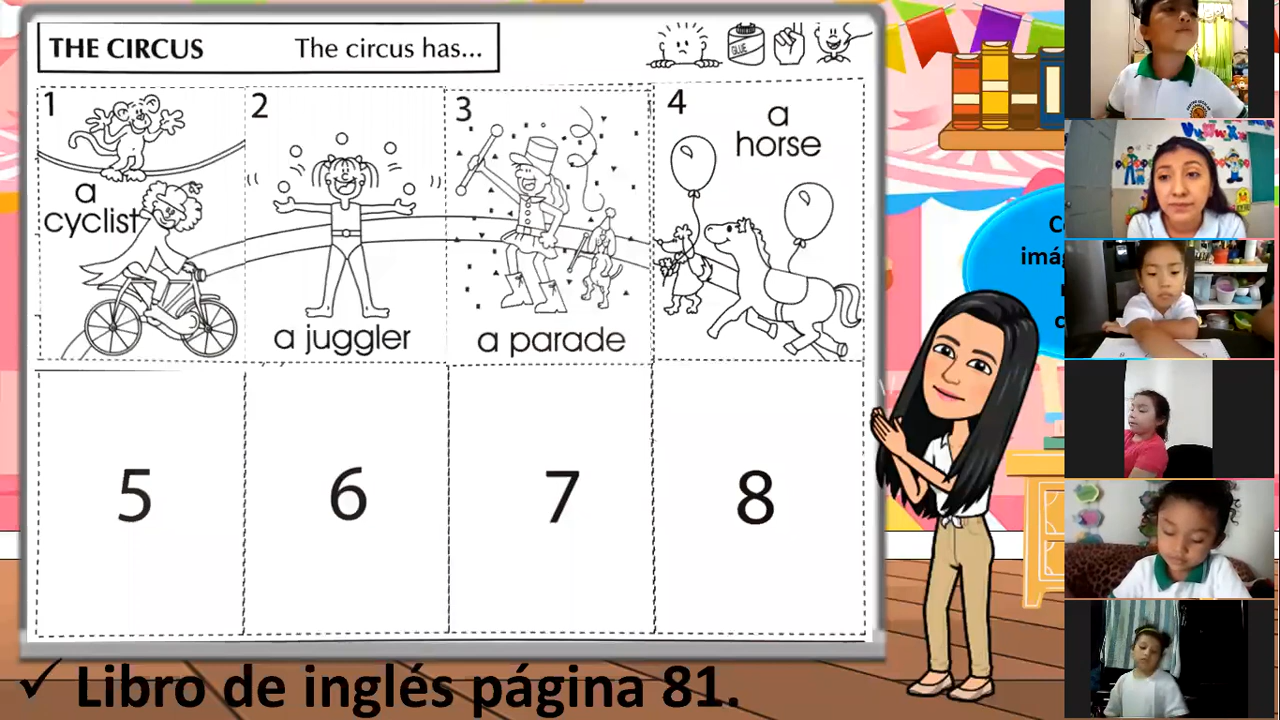 THE CIRCUS The circus has...
GLUE
1
a
cyclist
2
a juggler
3
a parade
4
a
horse
5
6
7
8
✓ Libro de inglés página 81.